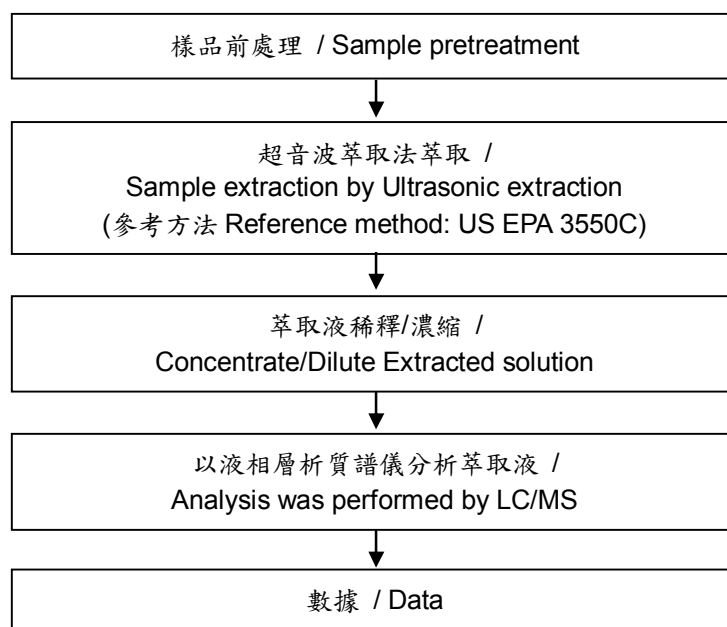 樣品前處理 / Sample pretreatment
超音波萃取法萃取 /
Sample extraction by Ultrasonic extraction
(參考方法 Reference method: US EPA 3550C)
萃取液稀釋/濃縮 /
Concentrate/Dilute Extracted solution
以液相層析質譜儀分析萃取液 /
Analysis was performed by LC/MS
數據 / Data